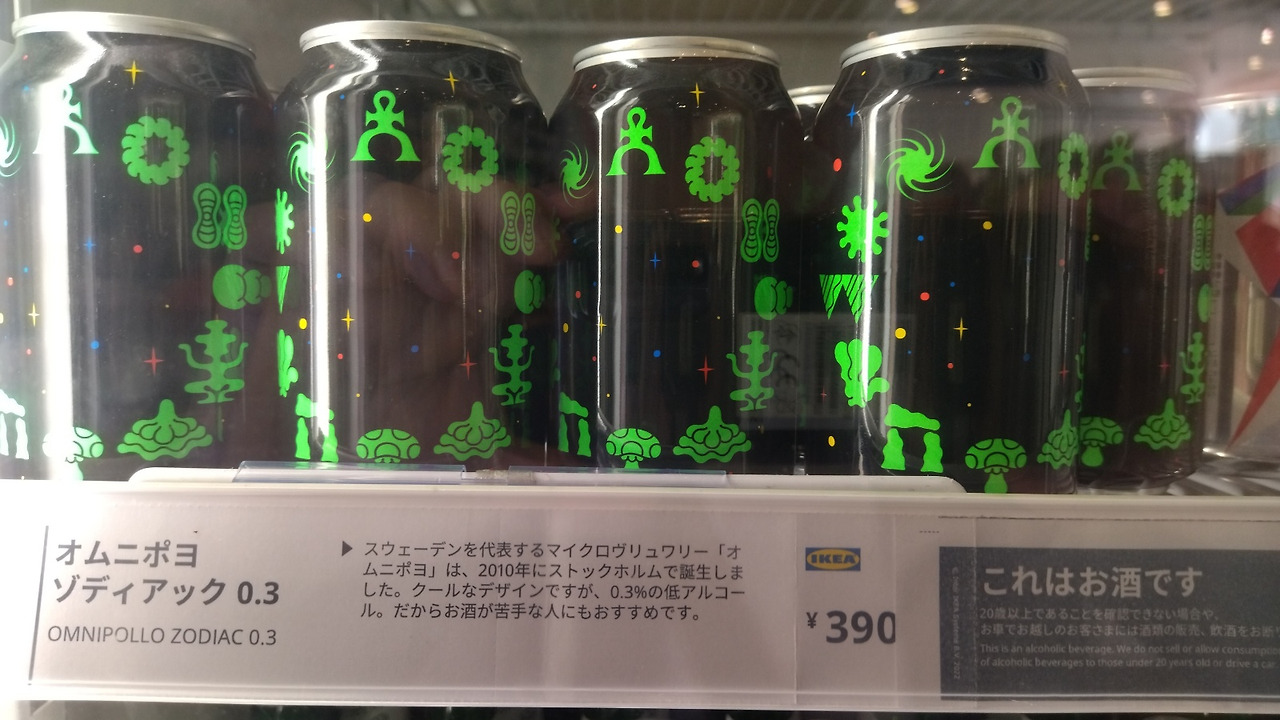 オムニポヨ
ゾディアック 0.3
OMNIPOLLO ZODIAC 0.3
スウェーデンを代表するマイクロヴリュワリー「オ
ムニポヨ」は、2010年にストックホルムで誕生しま
した。クールなデザインですが、0.3%の低アルコー
ル。だからお酒が苦手な人にもおすすめです。
IKEA
¥ 390
これはお酒です
20歳以上であることを確認できない場合や、
お車でお越しのお客さまには酒類の販売、飲酒をお断
This is an alcoholic beverage. We do not sell or allow consumption
of alcoholic beverages to those under 20 years old or drive a car.